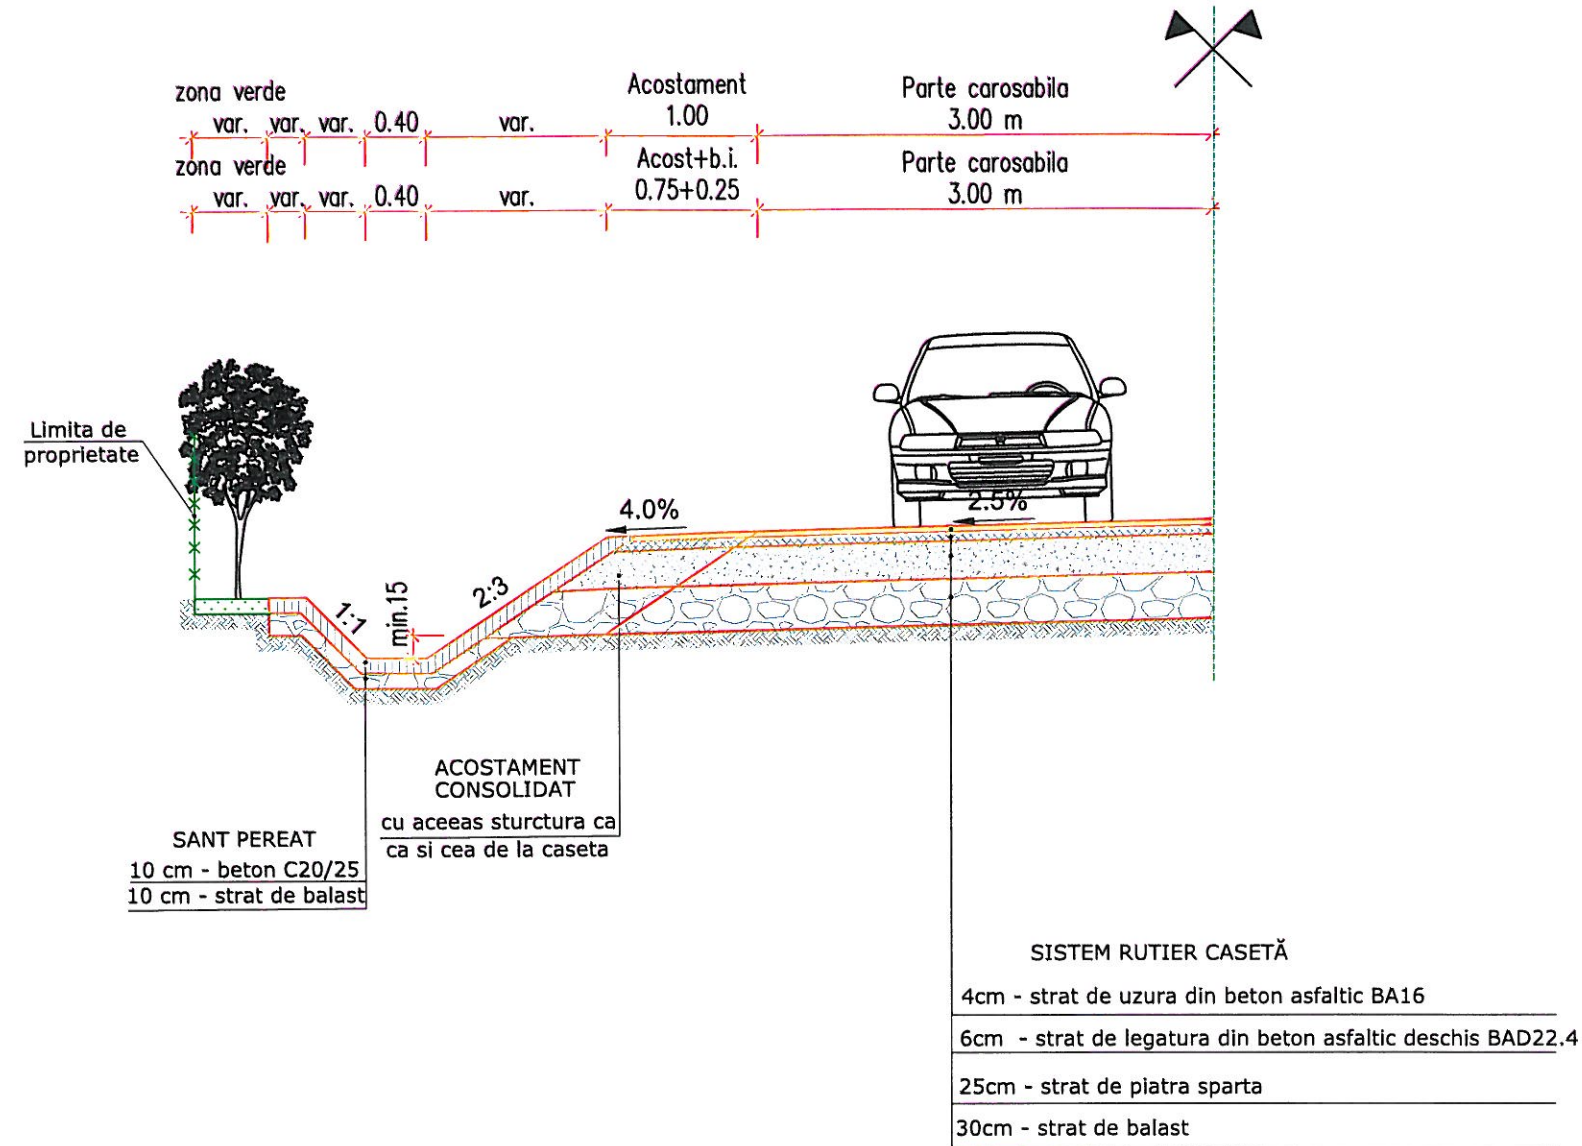 zona verde
Acostament
Parte carosabila
var. var. var. 0.40 var. 1.00 3.00 m
zona verde
Acost+b.i.
Parte carosabila
var. var. var. 0.40 var. 0.75+0.25 3.00 m
Limita de
proprietate
4.0%
2.5%
1:1
min.15
2:3
ACOSTAMENT
CONSOLIDAT
cu aceeas sturctura ca
ca si cea de la caseta
SANT PEREAT
10 cm - beton C20/25
10 cm - strat de balast
SISTEM RUTIER CASETĂ
4cm - strat de uzura din beton asfaltic BA16
6cm - strat de legatura din beton asfaltic deschis BAD22.4
25cm - strat de piatra sparta
30cm - strat de balast